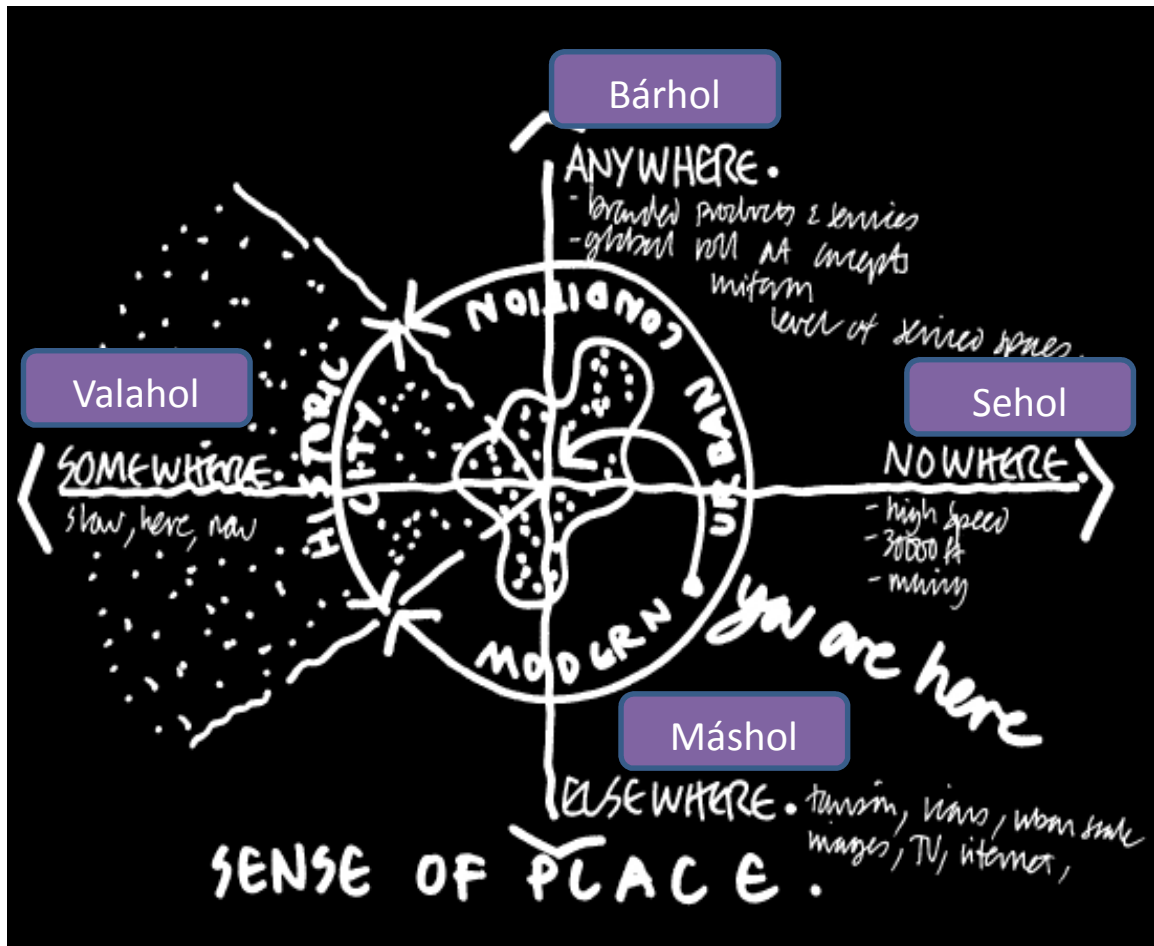 Bárhol
ANYWHERE.
- branded products & services
- global roll out concepts
uniform
level of service spaces.
MODERN URBAN CONDITION
HISTORIC
CITY
Valahol
SOMEWHERE.
slow, here, now
Sehol
NOWHERE.
- high speed
- 30000 ft
you are here
Máshol
ELSEWHERE. tourism, views, urban scale
images, TV, internet,
SENSE OF PLACE.